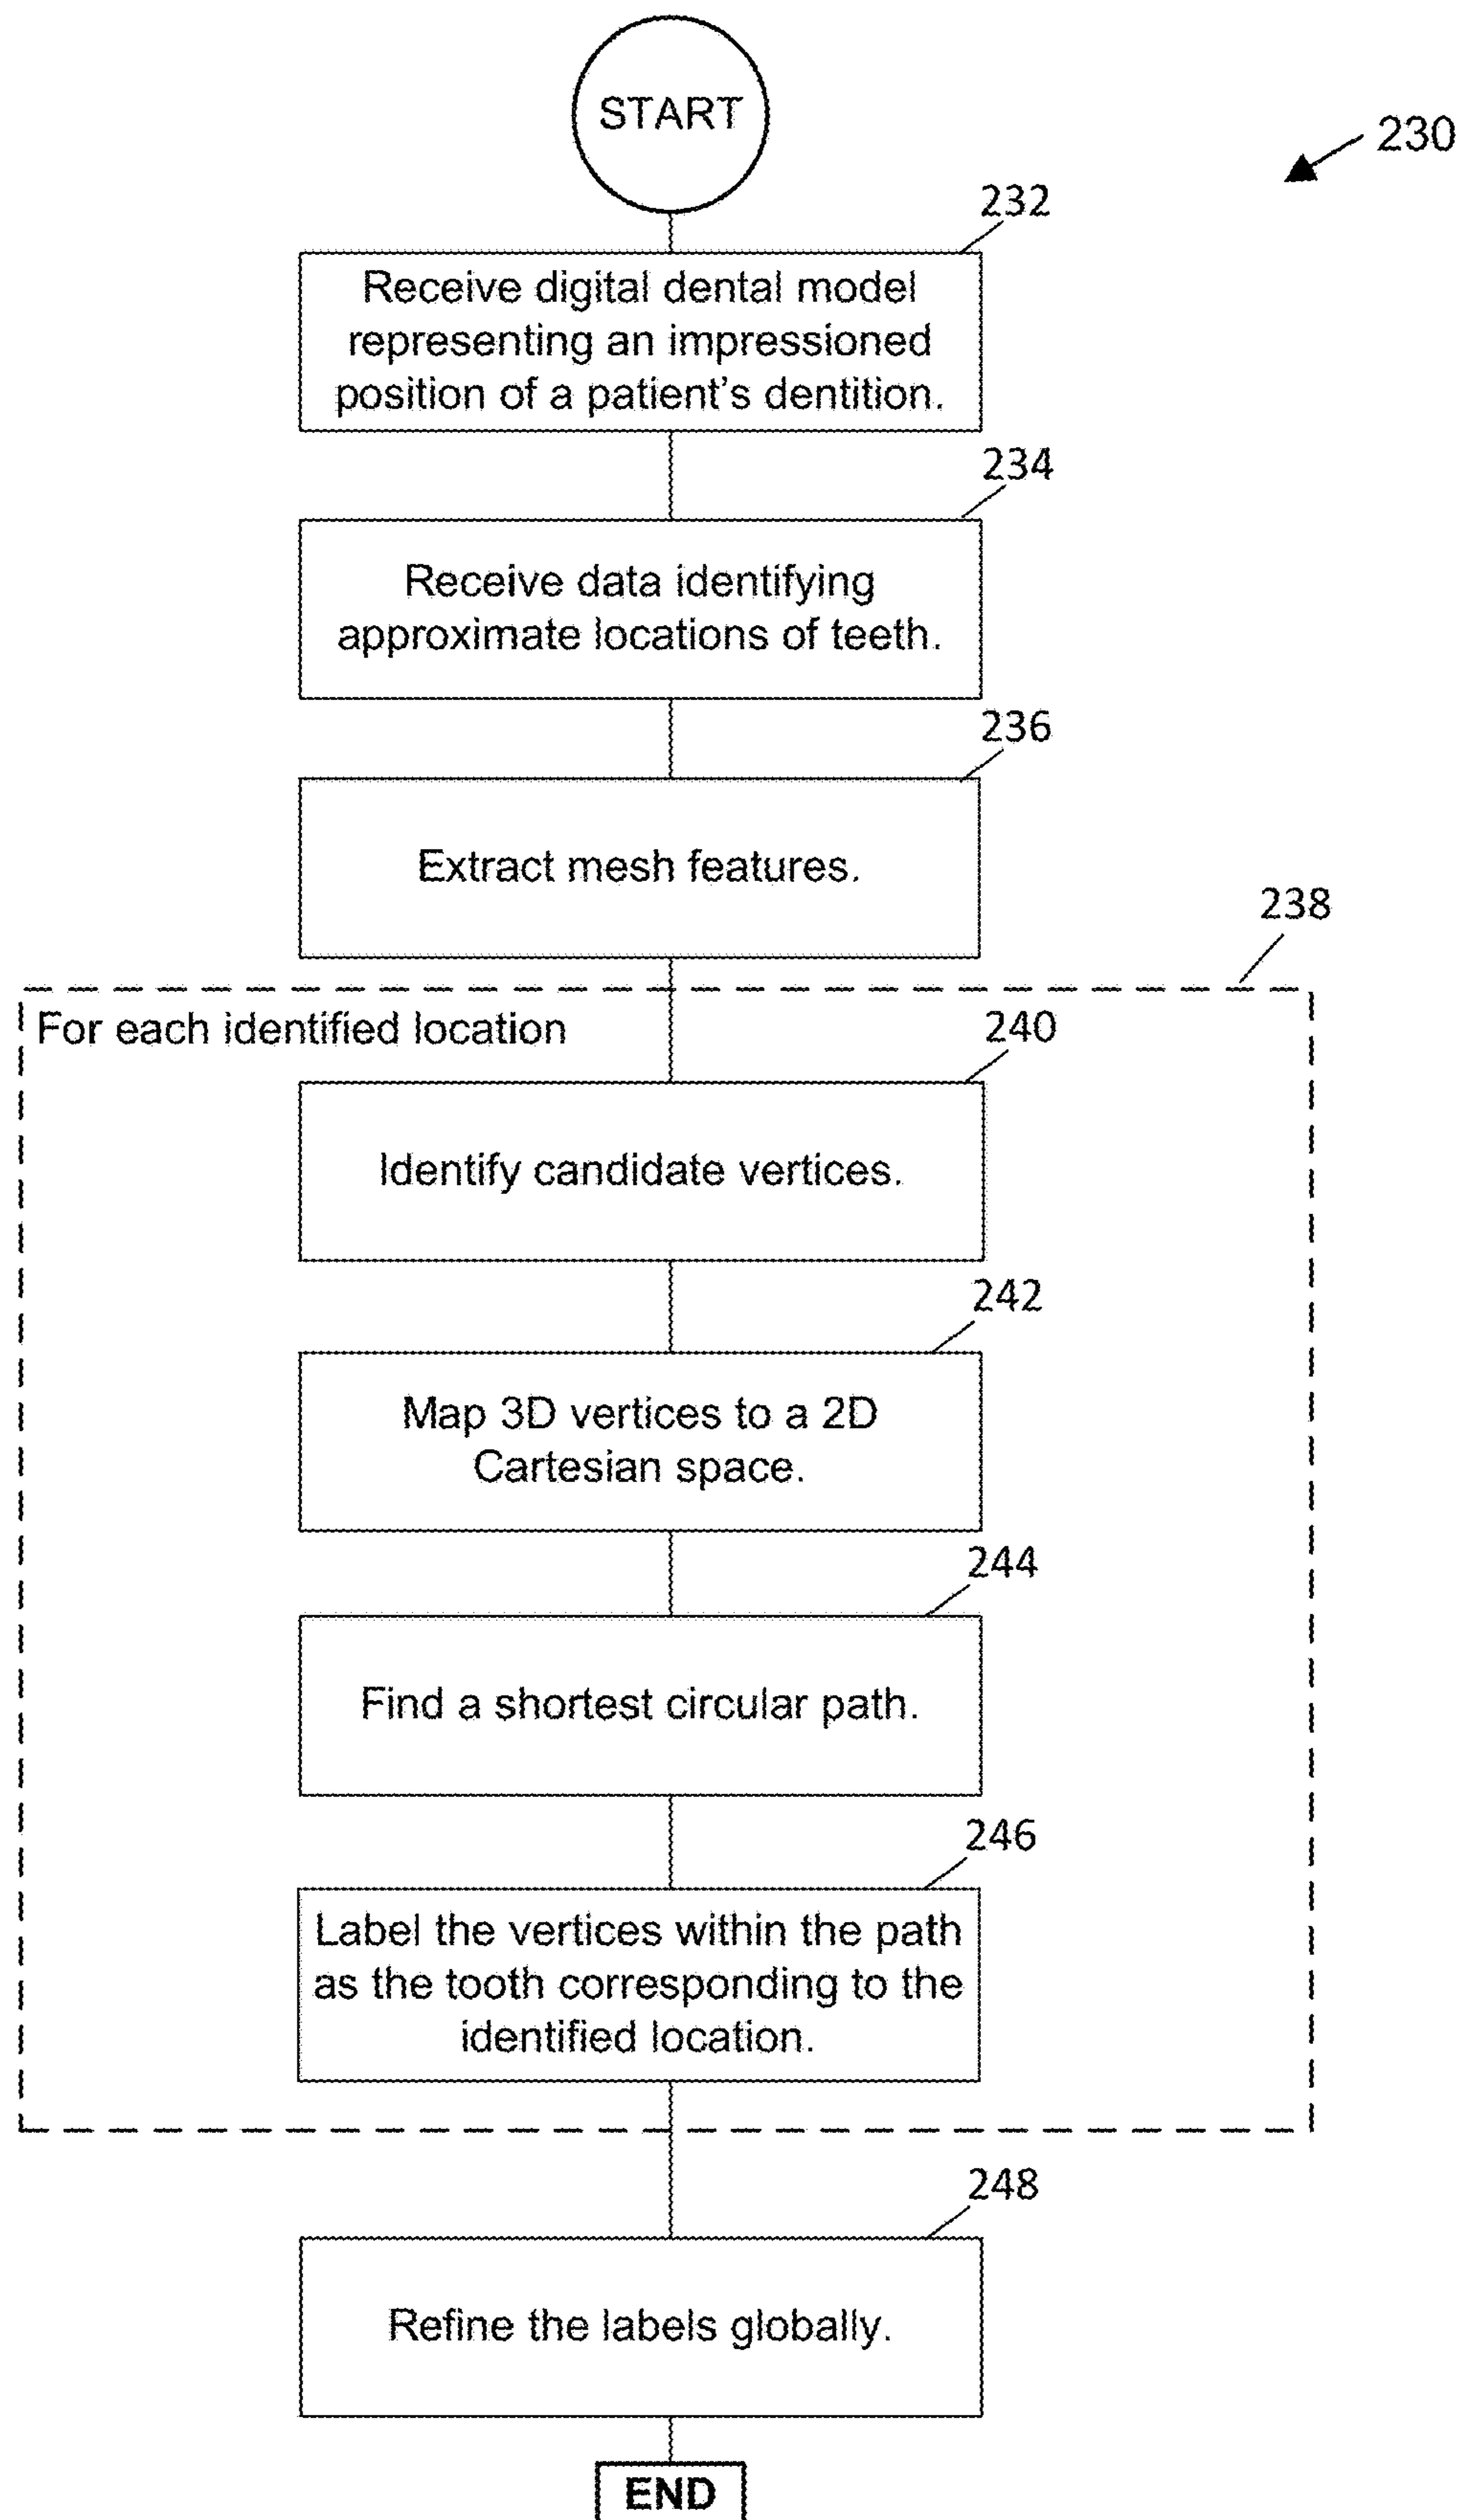 START
230
232
Receive digital dental model
representing an impressioned
position of a patient's dentition.
234
Receive data identifying
approximate locations of teeth.
236
Extract mesh features.
238
For each identified location
240
Identify candidate vertices.
242
Map 3D vertices to a 2D
Cartesian space.
244
Find a shortest circular path.
246
Label the vertices within the path
as the tooth corresponding to the
identified location.
248
Refine the labels globally.
END